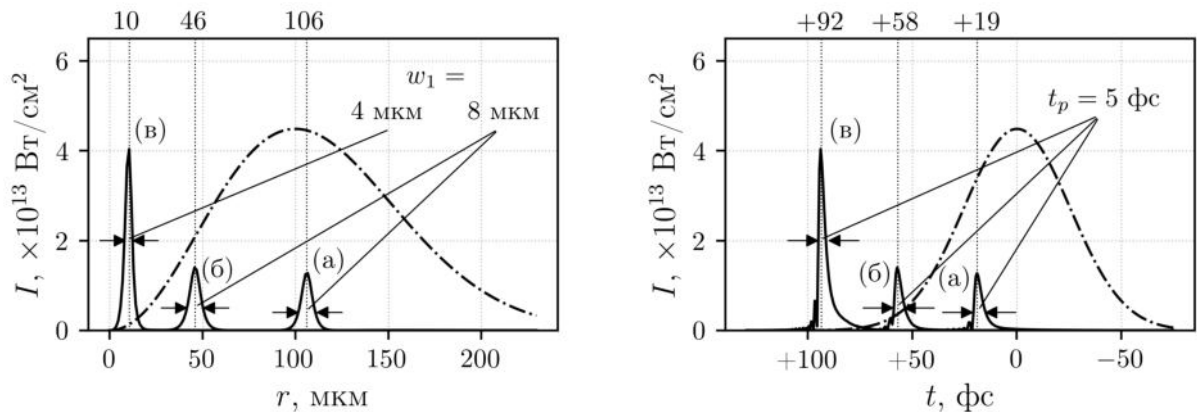 10 46 106
6
4
2
0
I, ×10¹³ Вт/см²
w₁ =
4 мкм 8 мкм
(в)
(б) (а)
0 50 100 150 200
r, мкм
+92 +58 +19
6
4
2
0
I, ×10¹³ Вт/см²
tₚ = 5 фс
(в)
(б) (а)
+100 +50 0 −50
t, фс